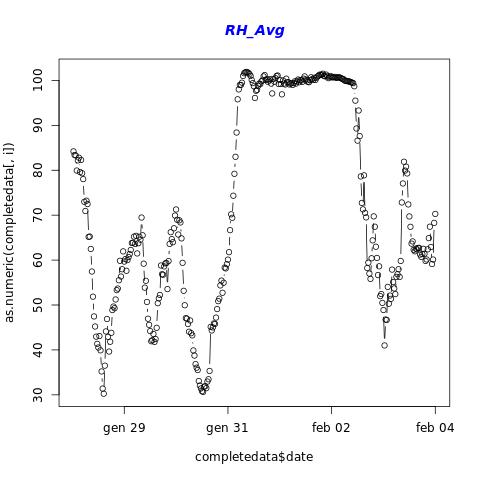 RH_Avg
as.numeric(completedata[, i])
100
90
80
70
60
50
40
30
gen 29
gen 31
feb 02
feb 04
completedata$date